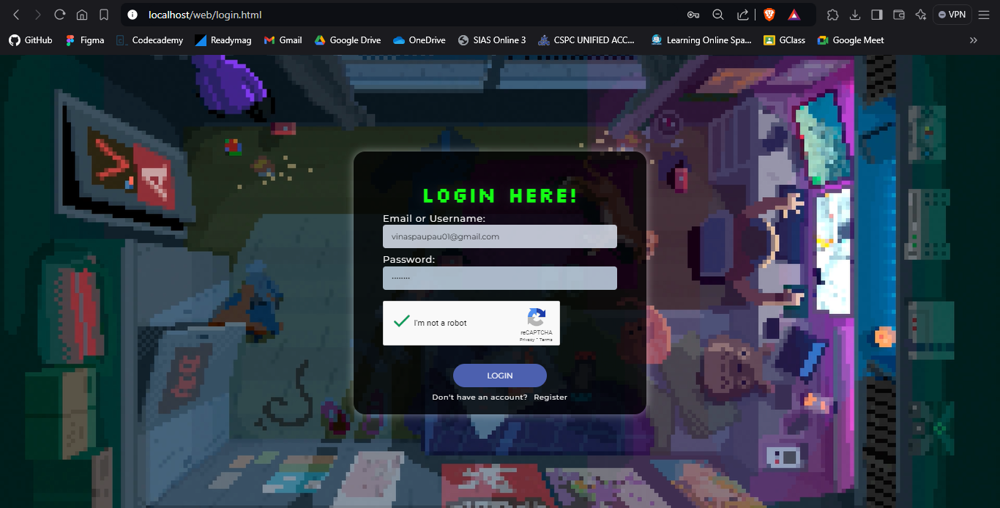 localhost/web/login.html
VPN
GitHub
Figma
Codecademy
Readymag
Gmail
Google Drive
OneDrive
SIAS Online 3
CSPC UNIFIED ACC...
Learning Online Spa...
GClass
Google Meet
LOGIN HERE!
Email or Username:
vinaspaupau01@gmail.com
Password:
········
I'm not a robot
reCAPTCHA
Privacy - Terms
LOGIN
Don't have an account? Register